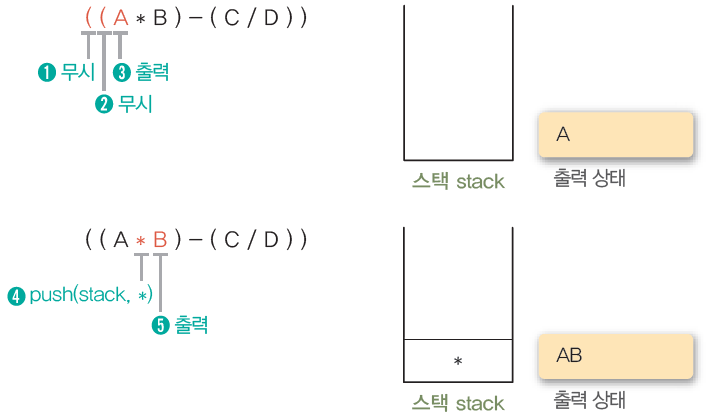 ((A*B)-(C/D))
❶ 무시 ❸ 출력
❷ 무시
A
스택 stack 출력 상태
((A*B)-(C/D))
❹ push(stack, *)
❺ 출력
*
AB
스택 stack 출력 상태